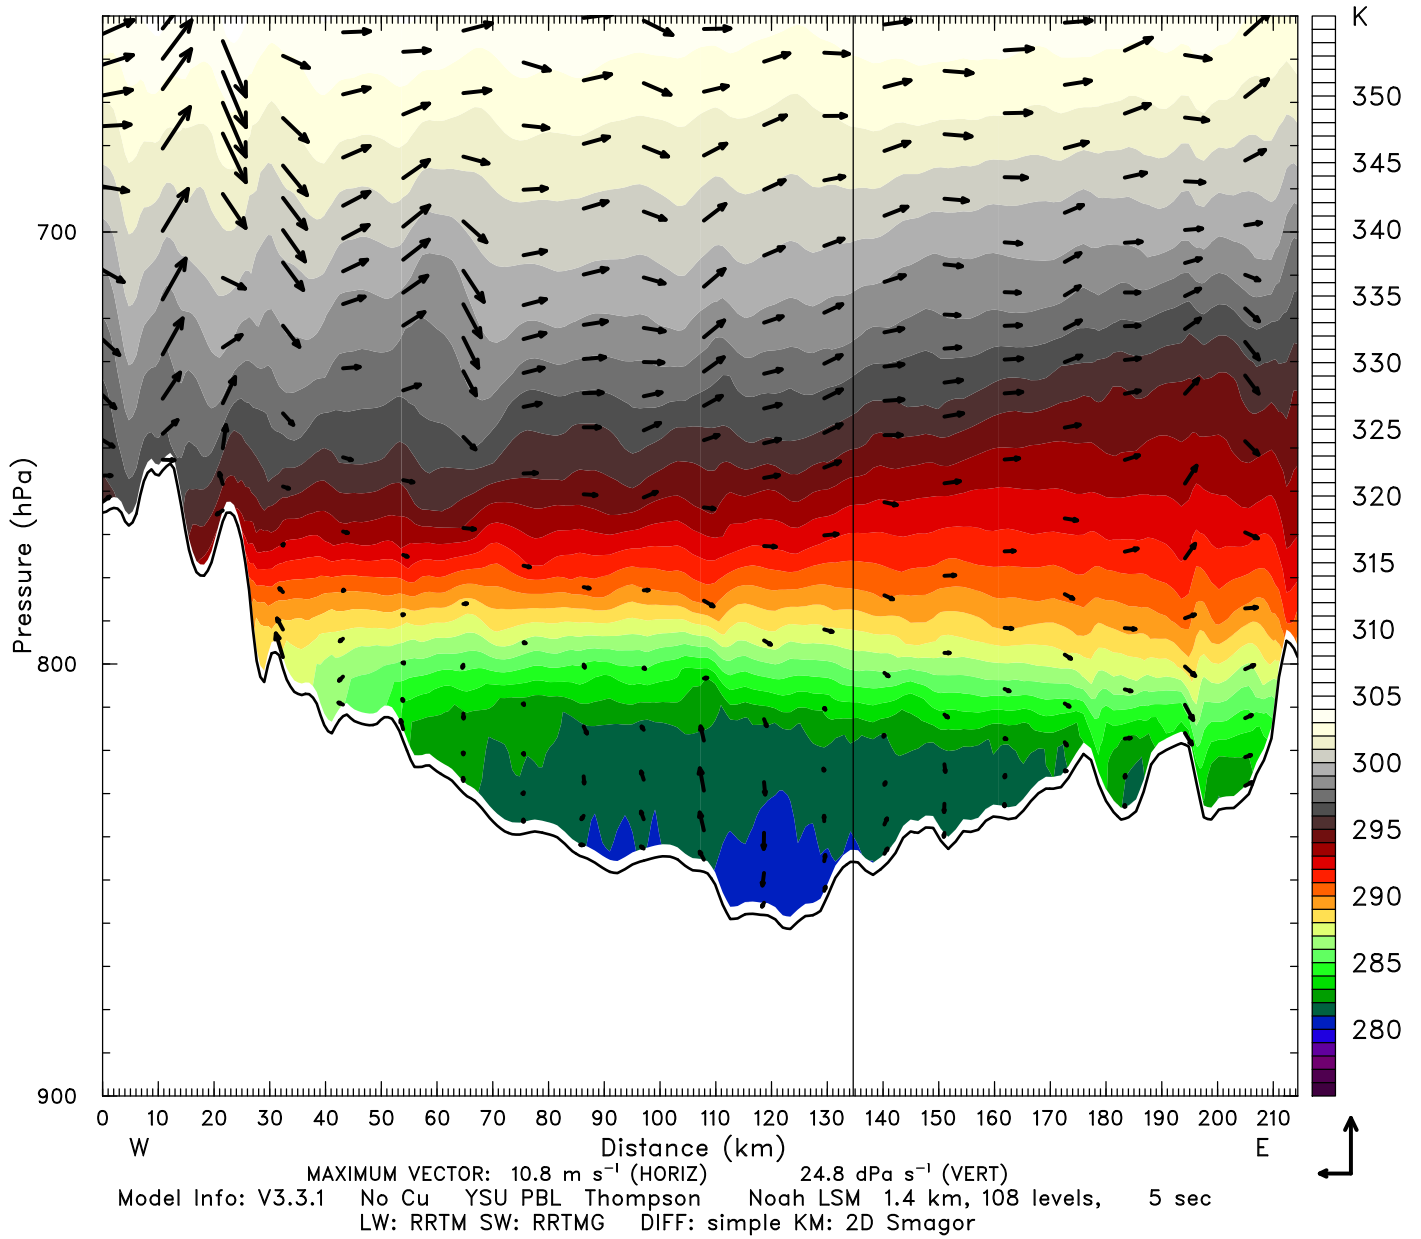 K
350
345
340
335
330
325
320
315
310
305
300
295
290
285
280
Pressure (hPa)
700
800
900
0 10 20 30 40 50 60 70 80 90 100 110 120 130 140 150 160 170 180 190 200 210
W Distance (km) E
MAXIMUM VECTOR: 10.8 m s⁻¹ (HORIZ) 24.8 dPa s⁻¹ (VERT)
Model Info: V3.3.1 No Cu YSU PBL Thompson Noah LSM 1.4 km, 108 levels, 5 sec
LW: RRTM SW: RRTMG DIFF: simple KM: 2D Smagor